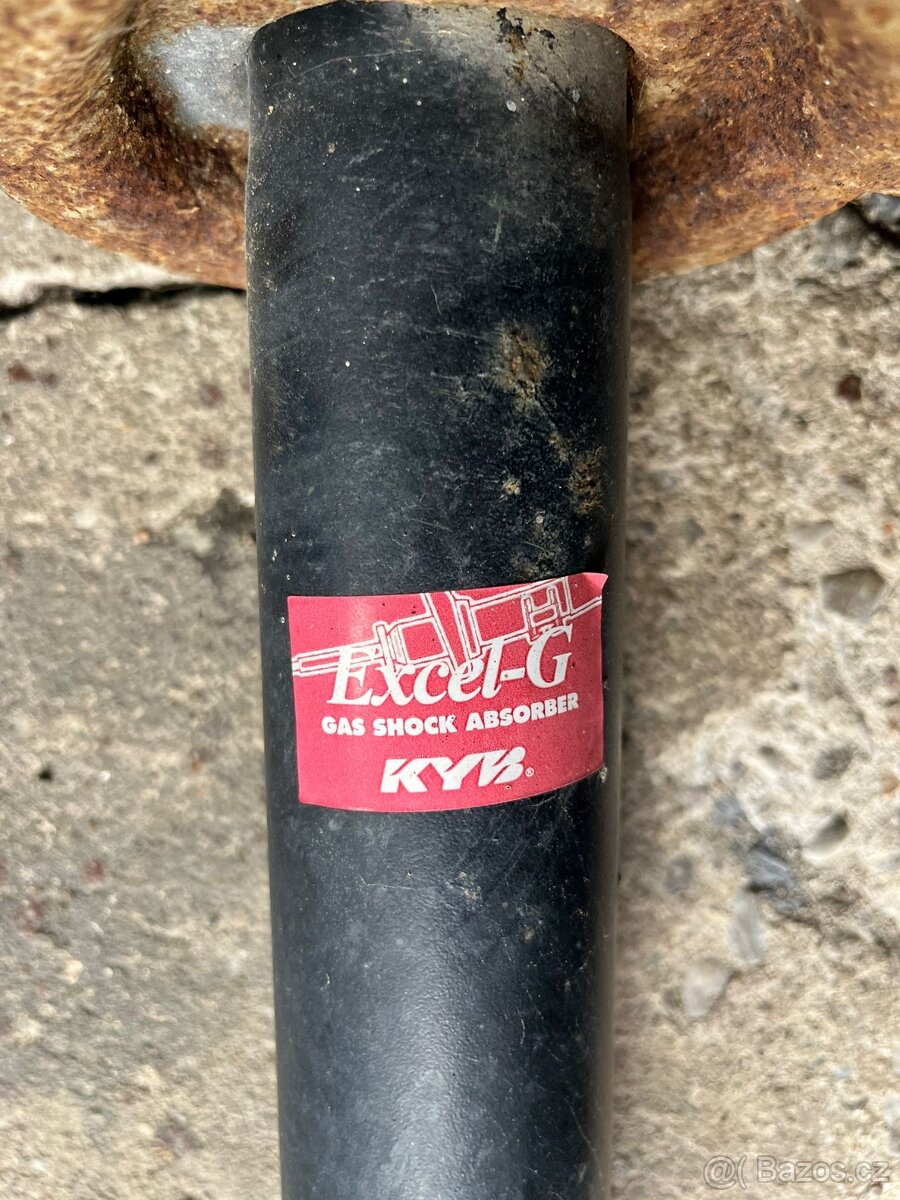 Excel-G
GAS SHOCK ABSORBER
KYB®
@( Bazos.cz